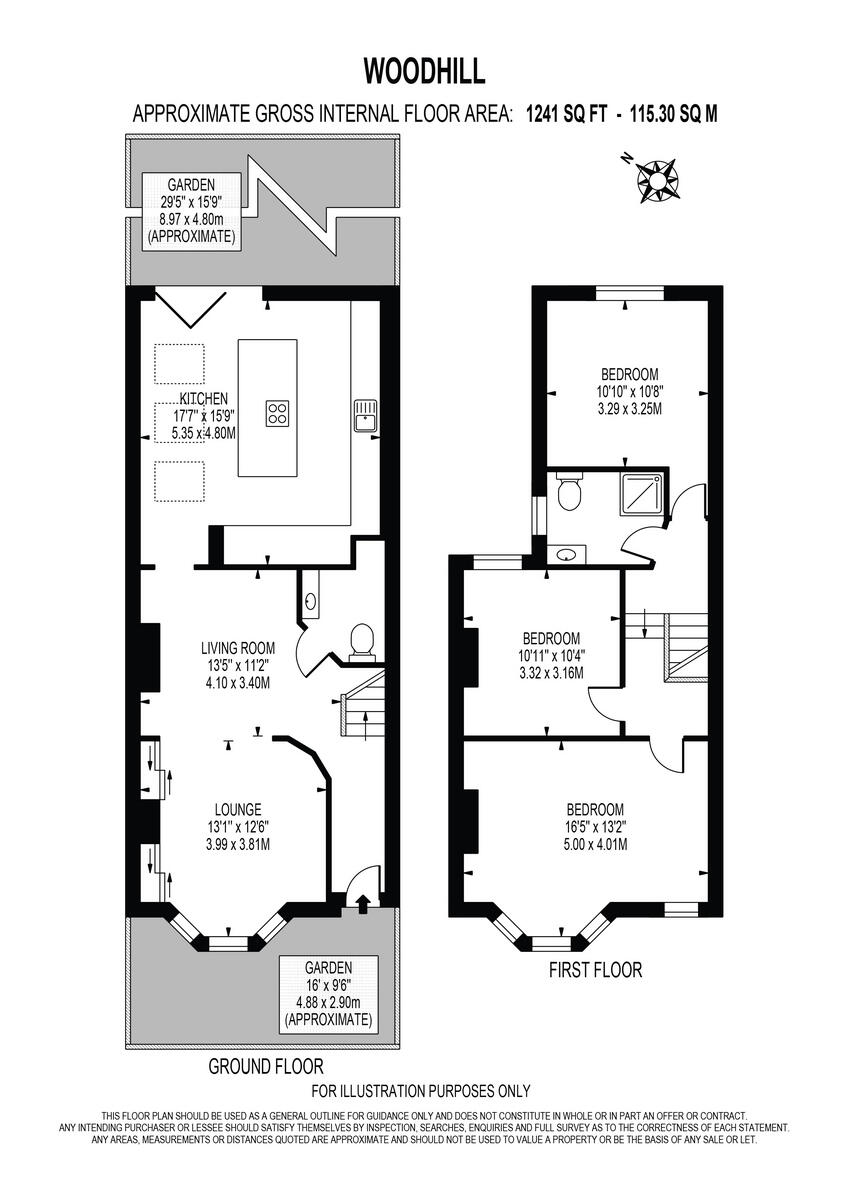 WOODHILL
APPROXIMATE GROSS INTERNAL FLOOR AREA: 1241 SQ FT - 115.30 SQ M
N
GARDEN
29'5" x 15'9"
8.97 x 4.80m
(APPROXIMATE)
KITCHEN
17'7" x 15'9"
5.35 x 4.80M
LIVING ROOM
13'5" x 11'2"
4.10 x 3.40M
LOUNGE
13'1" x 12'6"
3.99 x 3.81M
GARDEN
16' x 9'6"
4.88 x 2.90m
(APPROXIMATE)
GROUND FLOOR
BEDROOM
10'10" x 10'8"
3.29 x 3.25M
BEDROOM
10'11" x 10'4"
3.32 x 3.16M
BEDROOM
16'5" x 13'2"
5.00 x 4.01M
FIRST FLOOR
FOR ILLUSTRATION PURPOSES ONLY
THIS FLOOR PLAN SHOULD BE USED AS A GENERAL OUTLINE FOR GUIDANCE ONLY AND DOES NOT CONSTITUTE IN WHOLE OR IN PART AN OFFER OR CONTRACT.
ANY INTENDING PURCHASER OR LESSEE SHOULD SATISFY THEMSELVES BY INSPECTION, SEARCHES, ENQUIRIES AND FULL SURVEY AS TO THE CORRECTNESS OF EACH STATEMENT.
ANY AREAS, MEASUREMENTS OR DISTANCES QUOTED ARE APPROXIMATE AND SHOULD NOT BE USED TO VALUE A PROPERTY OR BE THE BASIS OF ANY SALE OR LET.